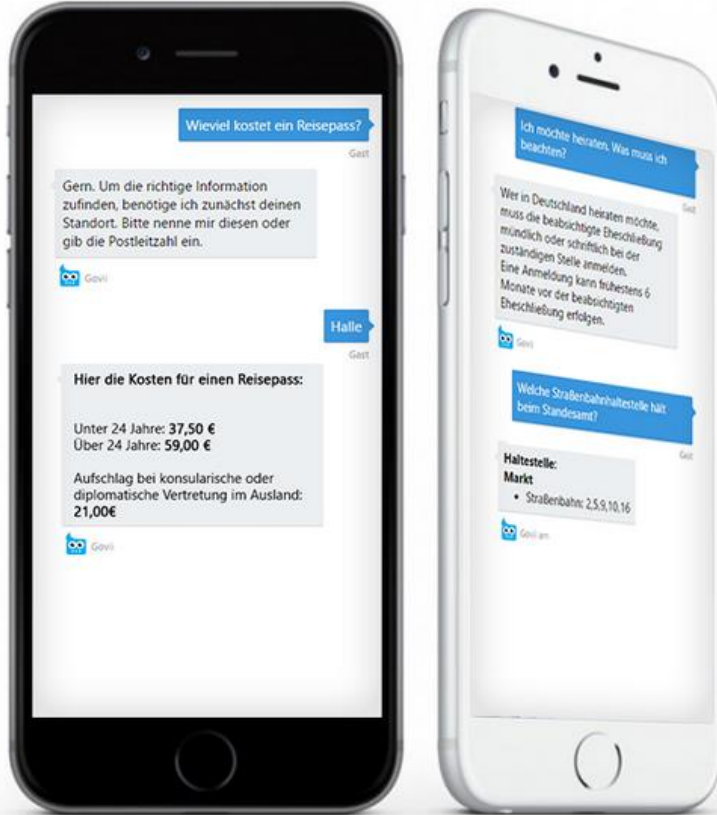 Wieviel kostet ein Reisepass?
Gast
Gern. Um die richtige Information
zufinden, benötige ich zunächst deinen
Standort. Bitte nenne mir diesen oder
gib die Postleitzahl ein.
Govii
Halle
Gast
Hier die Kosten für einen Reisepass:
Unter 24 Jahre: 37,50 €
Über 24 Jahre: 59,00 €
Aufschlag bei konsularische oder
diplomatische Vertretung im Ausland:
21,00€
Govii
Ich möchte heiraten. Was muss ich
beachten?
Gast
Wer in Deutschland heiraten möchte,
muss die beabsichtigte Eheschließung
mündlich oder schriftlich bei der
zuständigen Stelle anmelden.
Eine Anmeldung kann frühestens 6
Monate vor der beabsichtigten
Eheschließung erfolgen.
Govii
Welche Straßenbahnhaltestelle hält
beim Standesamt?
Gast
Haltestelle:
Markt
• Straßenbahn: 2,5,9,10,16
Govii am